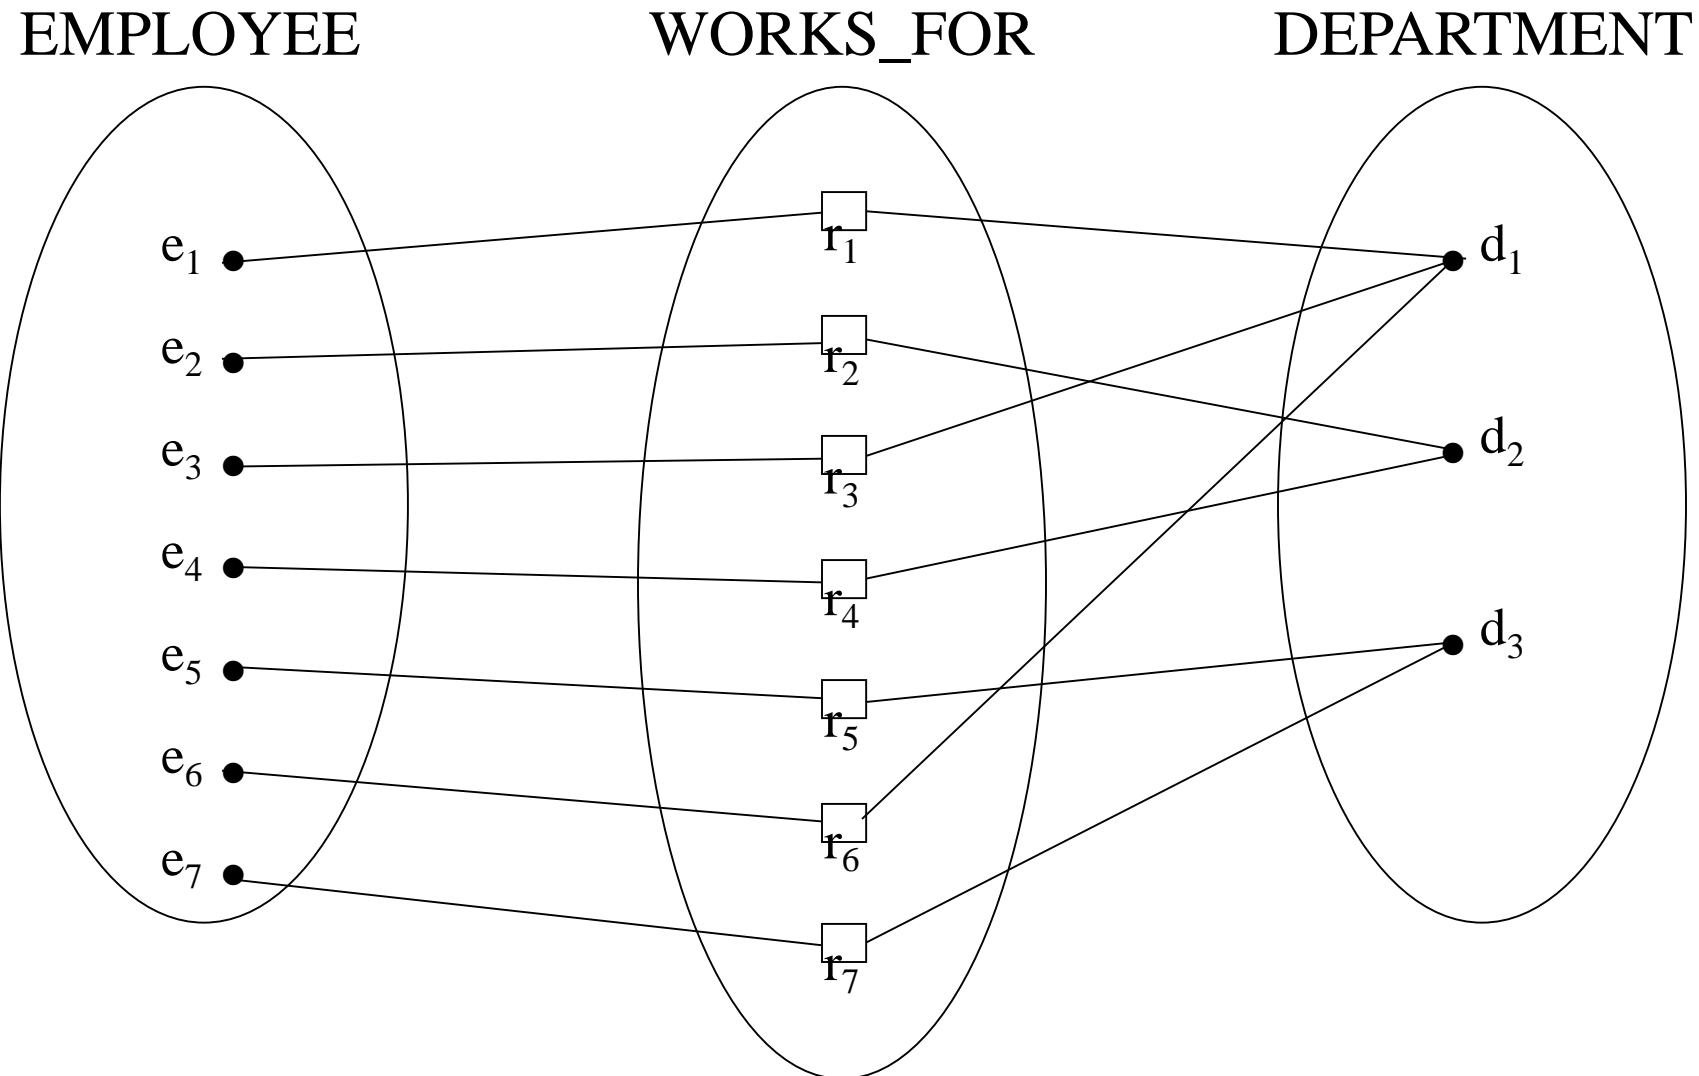 EMPLOYEE WORKS_FOR DEPARTMENT
r₁
e₁ d₁
e₂ r₂
e₃ r₃ d₂
e₄ r₄
e₅ r₅ d₃
e₆ r₆
e₇ r₇